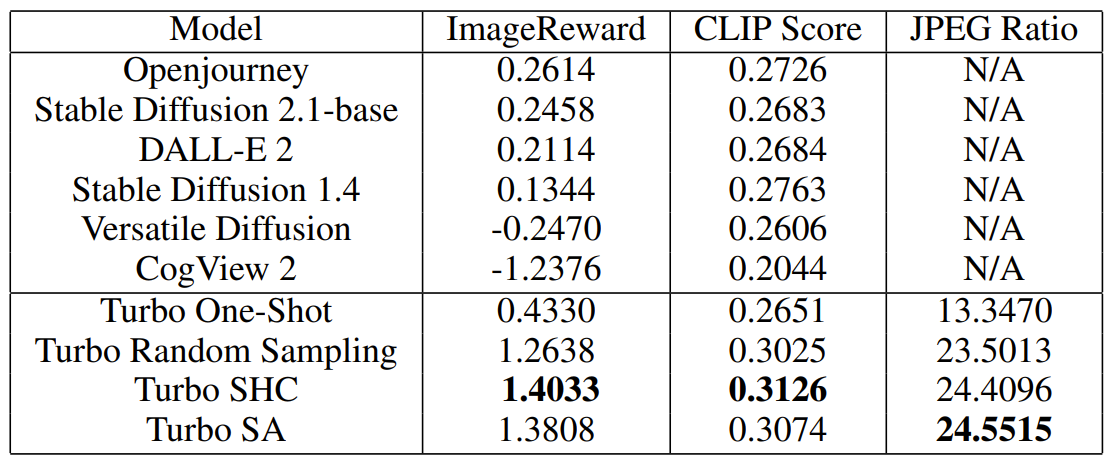 Model ImageReward CLIP Score JPEG Ratio
Openjourney 0.2614 0.2726 N/A
Stable Diffusion 2.1-base 0.2458 0.2683 N/A
DALL-E 2 0.2114 0.2684 N/A
Stable Diffusion 1.4 0.1344 0.2763 N/A
Versatile Diffusion -0.2470 0.2606 N/A
CogView 2 -1.2376 0.2044 N/A
Turbo One-Shot 0.4330 0.2651 13.3470
Turbo Random Sampling 1.2638 0.3025 23.5013
Turbo SHC 1.4033 0.3126 24.4096
Turbo SA 1.3808 0.3074 24.5515